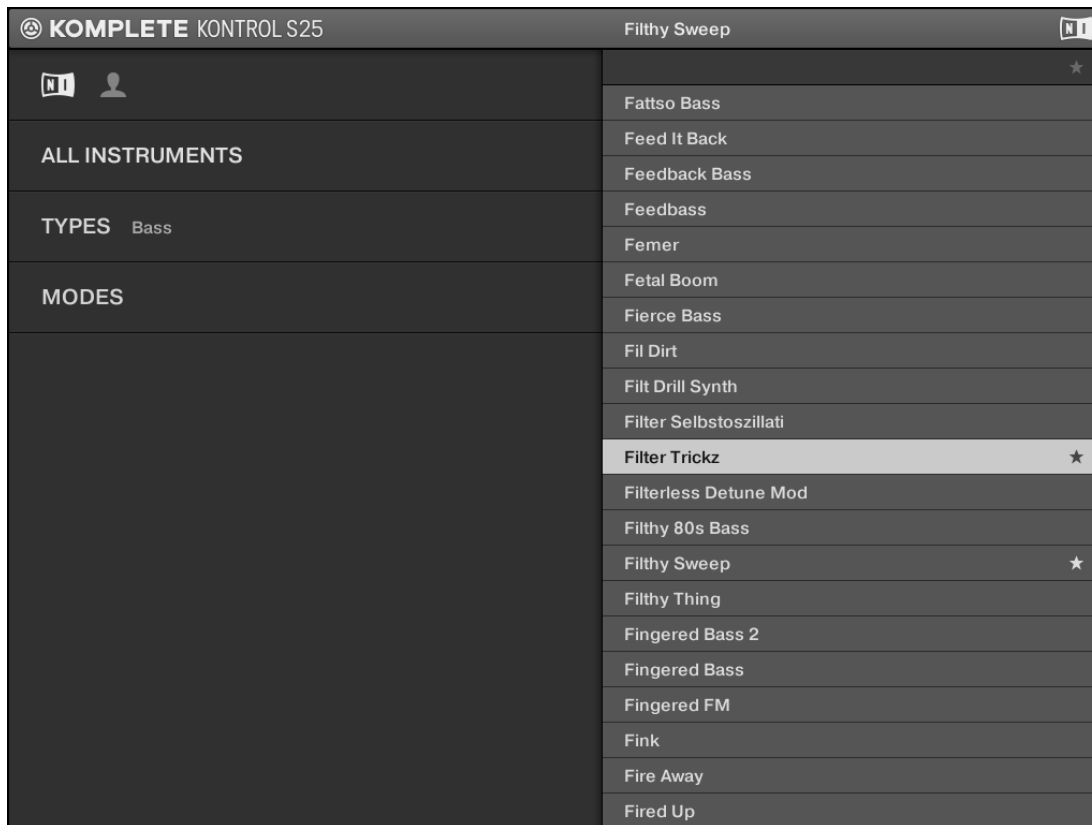 KOMPLETE KONTROL S25
Filthy Sweep
NI
NI
ALL INSTRUMENTS
TYPES Bass
MODES
Fattso Bass
Feed It Back
Feedback Bass
Feedbass
Femer
Fetal Boom
Fierce Bass
Fil Dirt
Filt Drill Synth
Filter Selbstoszillati
Filter Trickz
Filterless Detune Mod
Filthy 80s Bass
Filthy Sweep
Filthy Thing
Fingered Bass 2
Fingered Bass
Fingered FM
Fink
Fire Away
Fired Up